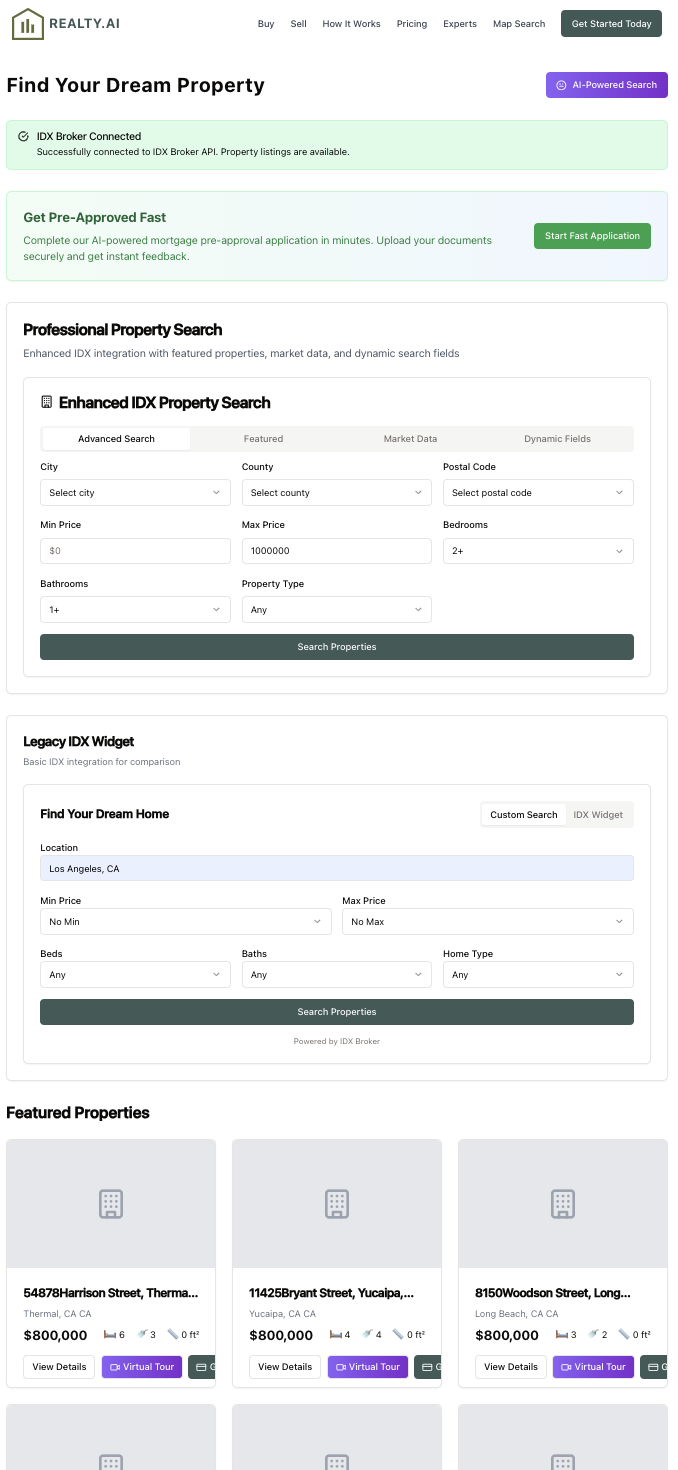 REALTY.AI
Buy Sell How It Works Pricing Experts Map Search Get Started Today
Find Your Dream Property
AI-Powered Search
IDX Broker Connected
Successfully connected to IDX Broker API. Property listings are available.
Get Pre-Approved Fast
Complete our AI-powered mortgage pre-approval application in minutes. Upload your documents
securely and get instant feedback.
Start Fast Application
Professional Property Search
Enhanced IDX integration with featured properties, market data, and dynamic search fields
Enhanced IDX Property Search
Advanced Search Featured Market Data Dynamic Fields
City County Postal Code
Select city Select county Select postal code
Min Price Max Price Bedrooms
$0 1000000 2+
Bathrooms Property Type
1+ Any
Search Properties
Legacy IDX Widget
Basic IDX integration for comparison
Find Your Dream Home
Custom Search IDX Widget
Location
Los Angeles, CA
Min Price Max Price
No Min No Max
Beds Baths Home Type
Any Any Any
Search Properties
Powered by IDX Broker
Featured Properties
54878Harrison Street, Therma...
Thermal, CA CA
$800,000 6 3 0 ft²
View Details Virtual Tour G
11425Bryant Street, Yucaipa,...
Yucaipa, CA CA
$800,000 4 4 0 ft²
View Details Virtual Tour G
8150Woodson Street, Long...
Long Beach, CA CA
$800,000 3 2 0 ft²
View Details Virtual Tour G